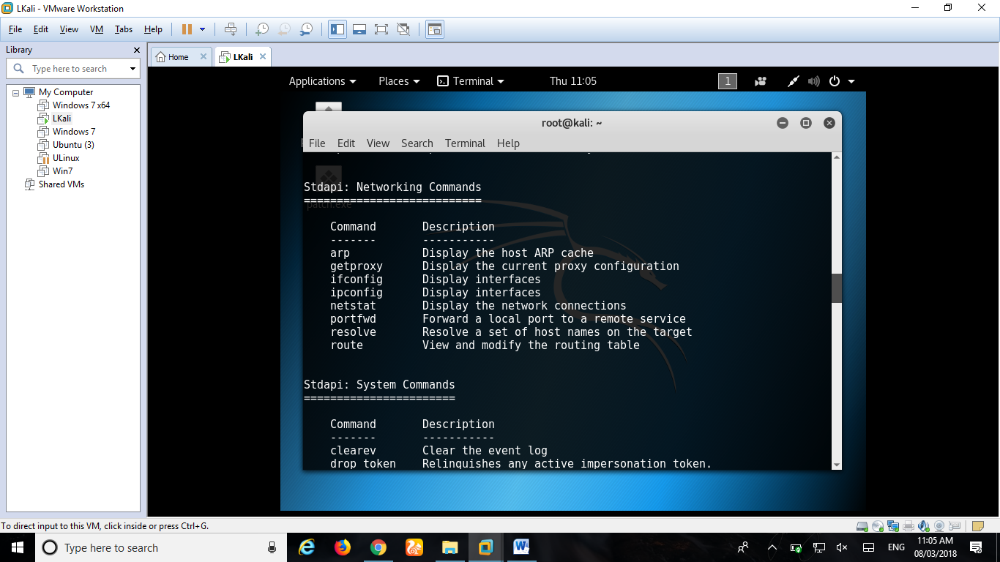 LKali - VMware Workstation
File Edit View VM Tabs Help
Library
Type here to search
My Computer
Windows 7 x64
LKali
Windows 7
Ubuntu (3)
ULinux
Win7
Shared VMs
Home
LKali
Applications Places Terminal Thu 11:05 1
root@kali: ~
File Edit View Search Terminal Help
patch.exe
Stdapi: Networking Commands
===========================
Command Description
------- -----------
arp Display the host ARP cache
getproxy Display the current proxy configuration
ifconfig Display interfaces
ipconfig Display interfaces
netstat Display the network connections
portfwd Forward a local port to a remote service
resolve Resolve a set of host names on the target
route View and modify the routing table
Stdapi: System Commands
=======================
Command Description
------- -----------
clearev Clear the event log
drop_token Relinquishes any active impersonation token.
To direct input to this VM, click inside or press Ctrl+G.
Type here to search
ENG
11:05 AM
08/03/2018